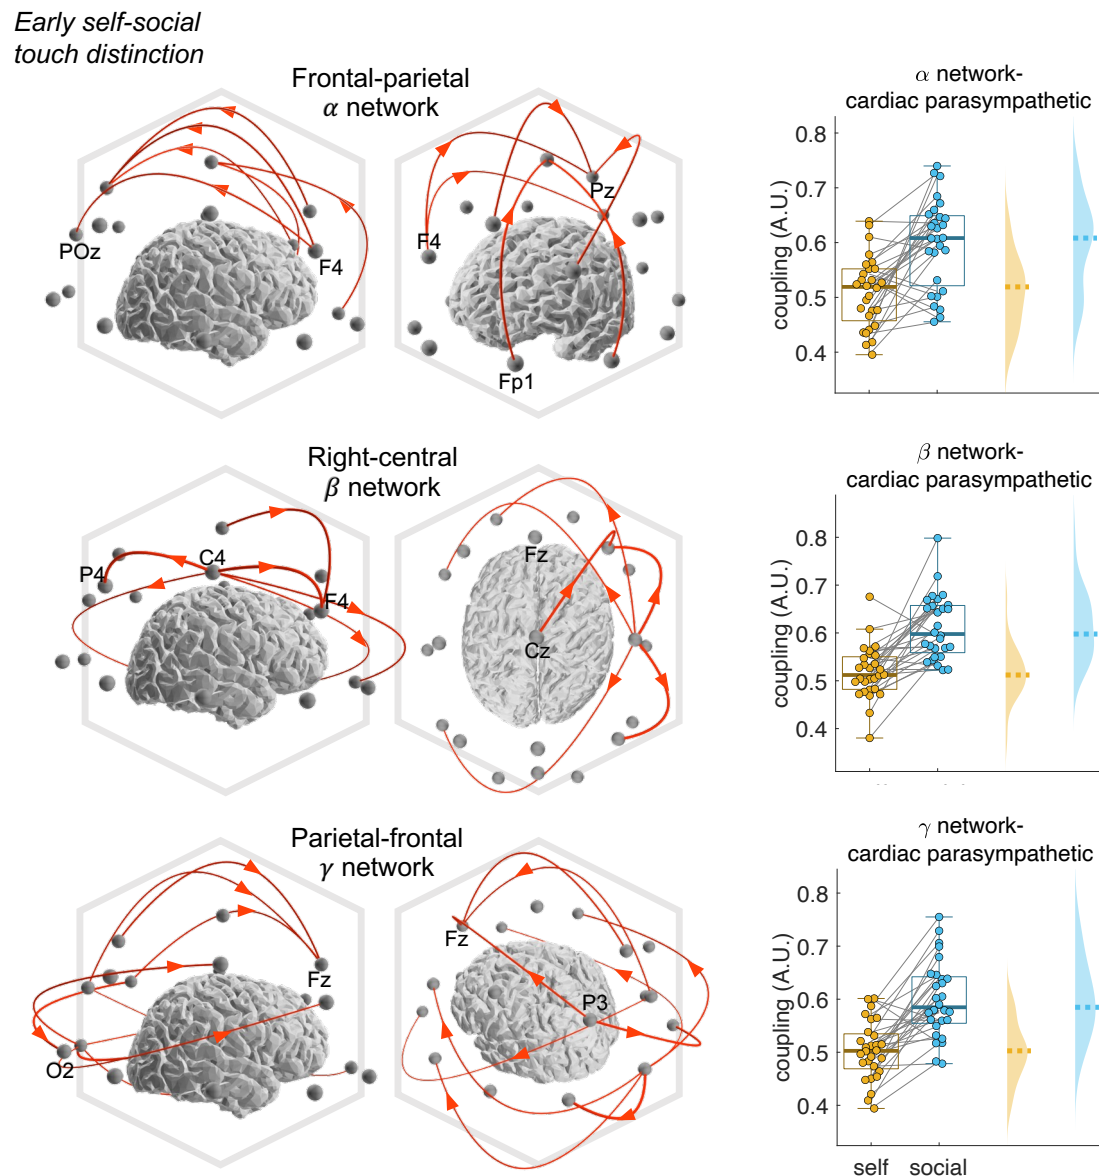 Early self-social
touch distinction
Frontal-parietal
α network
POz
F4
F4
Pz
Fp1
α network-
cardiac parasympathetic
coupling (A.U.)
0.8
0.7
0.6
0.5
0.4
Right-central
β network
P4
C4
F4
Fz
Cz
β network-
cardiac parasympathetic
coupling (A.U.)
0.8
0.7
0.6
0.5
0.4
Parietal-frontal
γ network
Fz
O2
Fz
P3
γ network-
cardiac parasympathetic
coupling (A.U.)
0.8
0.7
0.6
0.5
0.4
self social